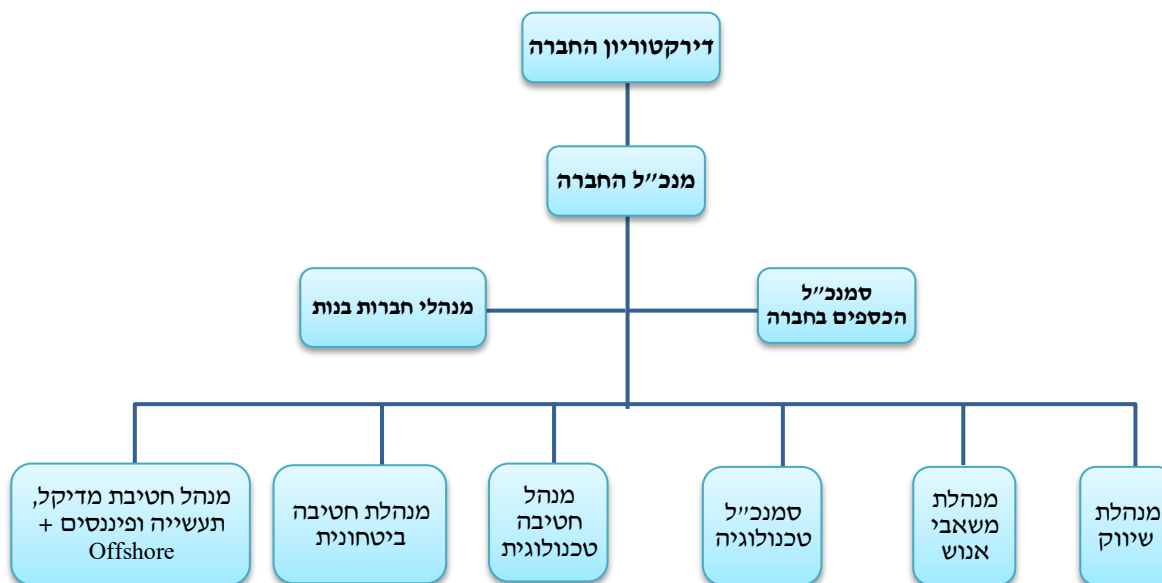 דירקטוריון החברה
מנכ״ל החברה
סמנכ״ל
הכספים בחברה
מנהלי חברות בנות
מנהלת
שיווק
מנהלת
משאבי
אנוש
סמנכ״ל
טכנולוגיה
מנהל
חטיבה
טכנולוגית
מנהלת חטיבה
ביטחונית
מנהל חטיבת מדיקל,
תעשייה ופיננסים +
Offshore